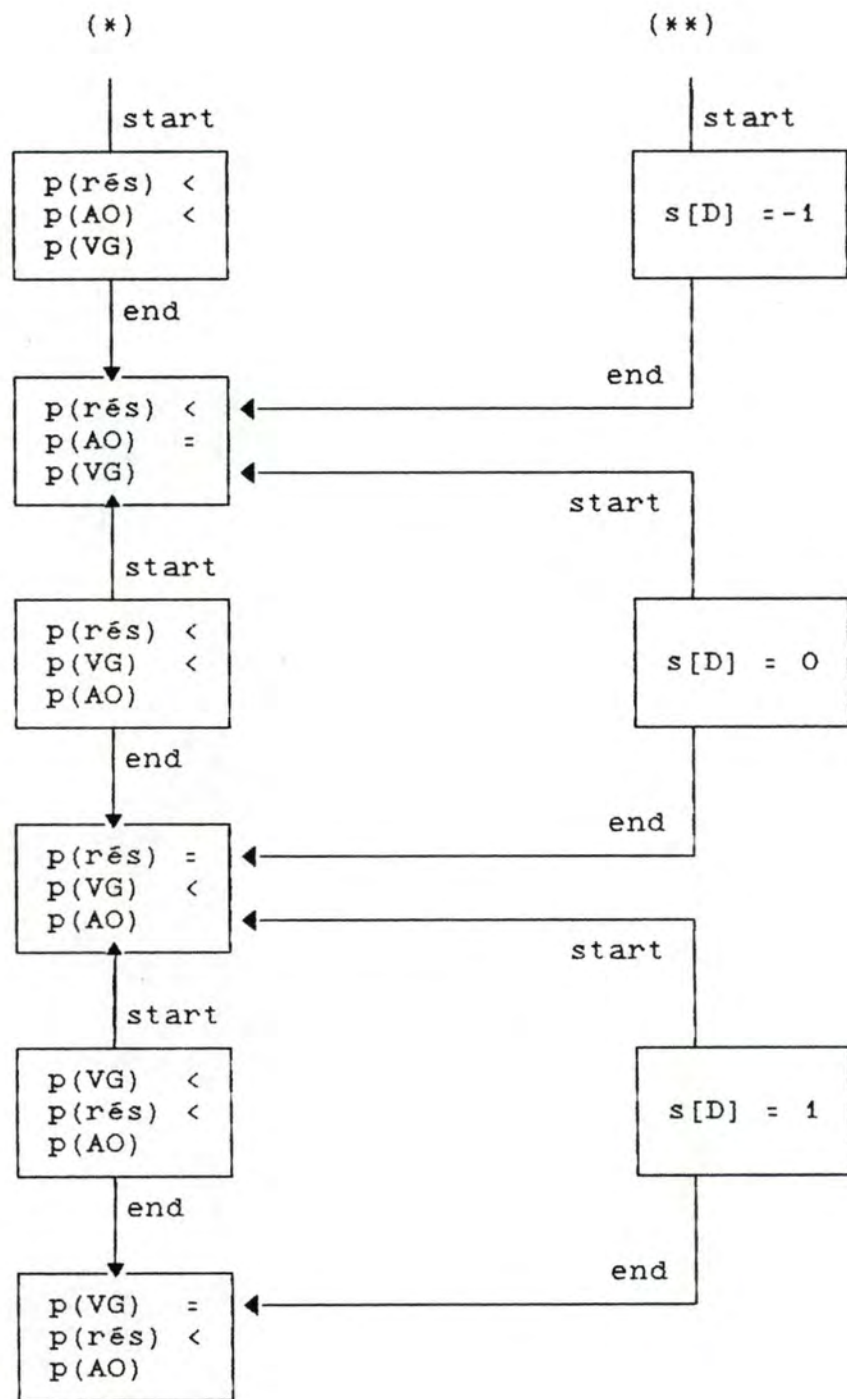 (*)
(**)
start
start
p(rés) <
p(AO) <
p(VG)
s[D] =-1
end
end
p(rés) <
p(AO) =
p(VG)
start
start
p(rés) <
p(VG) <
p(AO)
s[D] = 0
end
end
p(rés) =
p(VG) <
p(AO)
start
start
p(VG) <
p(rés) <
p(AO)
s[D] = 1
end
end
p(VG) =
p(rés) <
p(AO)